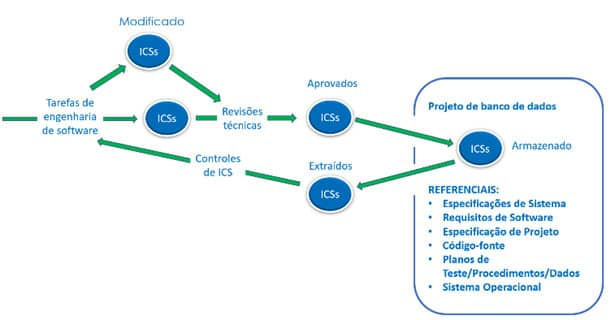 Modificado
ICSs
Tarefas de
engenharia
de software
ICSs
Revisões
técnicas
Aprovados
ICSs
Controles
de ICS
Extraídos
ICSs
Projeto de banco de dados
ICSs
Armazenado
REFERENCIAIS:
• Especificações de Sistema
• Requisitos de Software
• Especificação de Projeto
• Código-fonte
• Planos de
Teste/Procedimentos/Dados
• Sistema Operacional